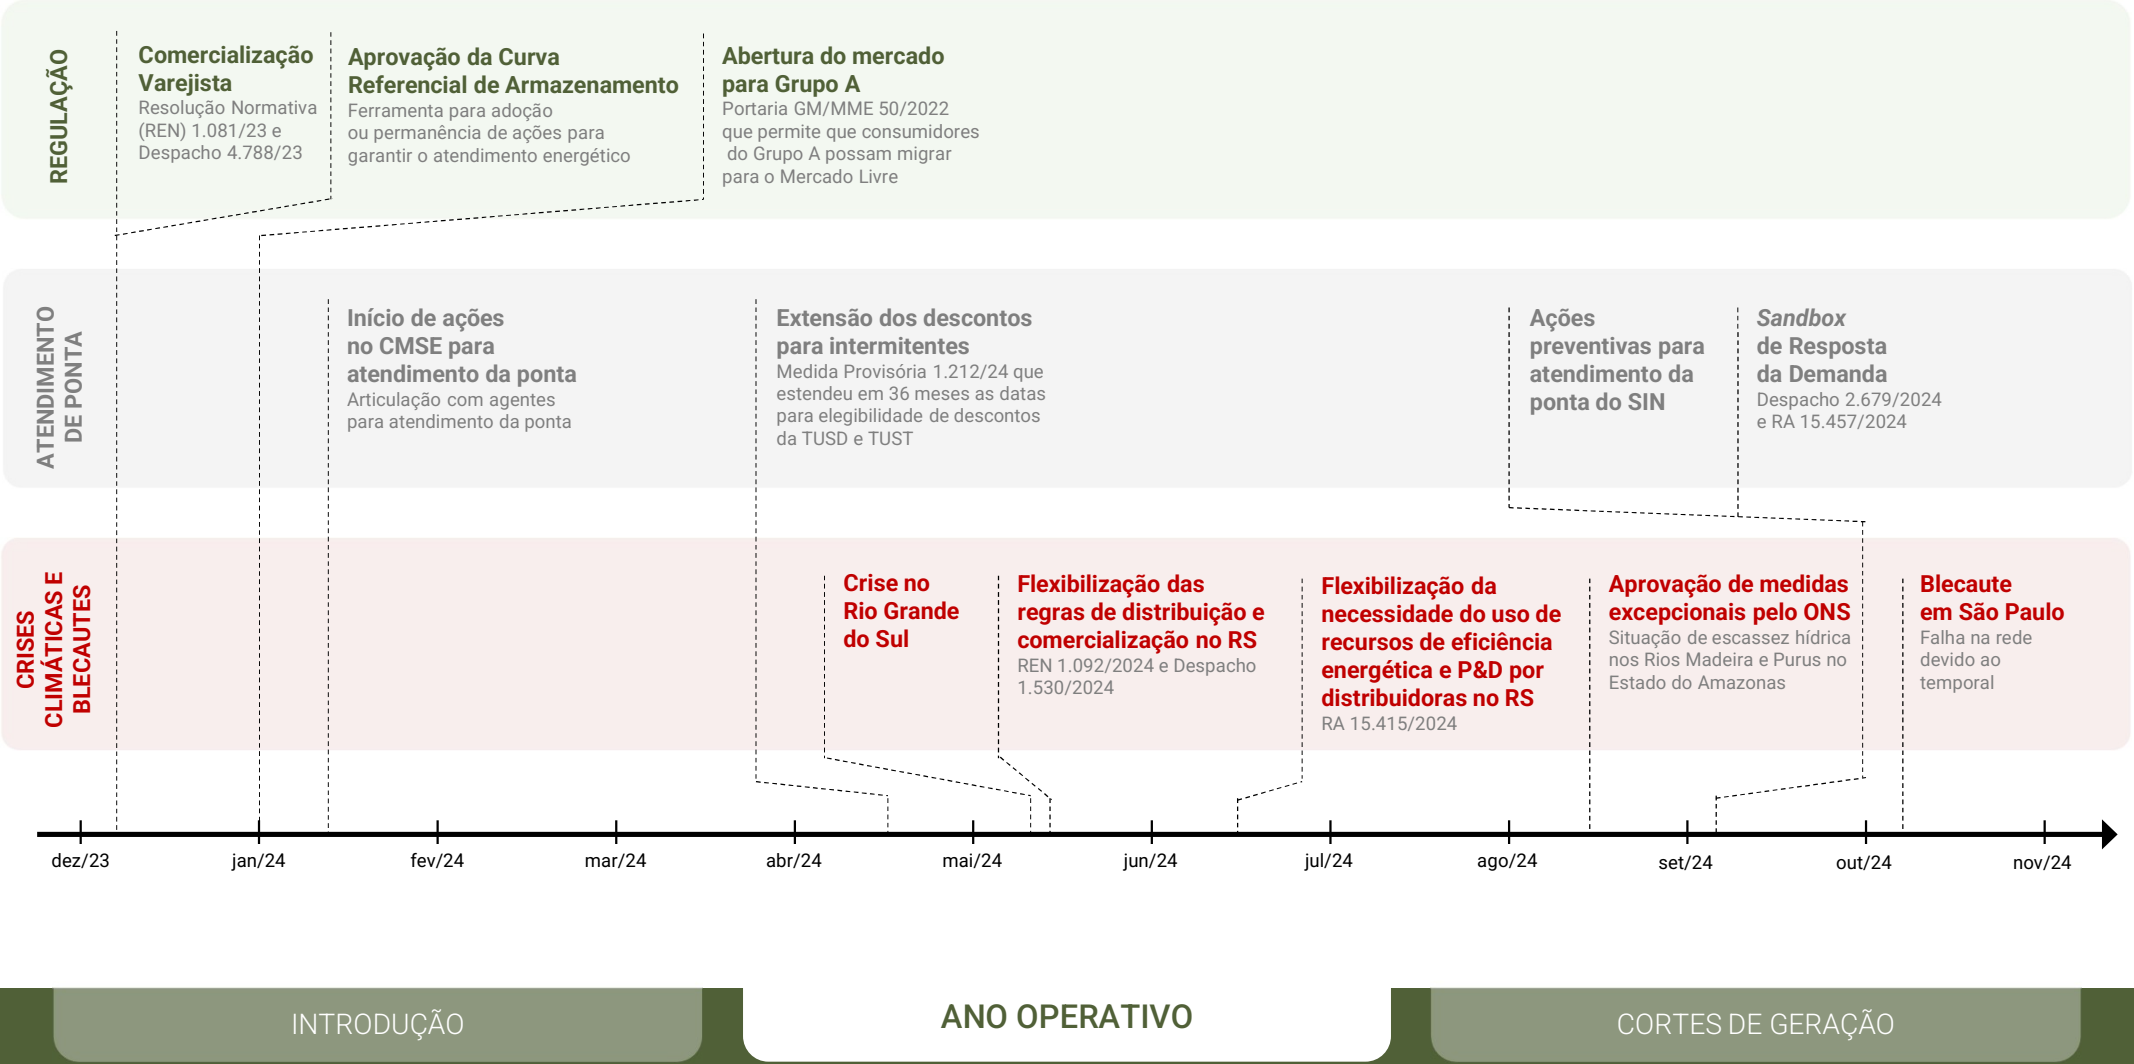 REGULAÇÃO
Comercialização
Varejista
Resolução Normativa
(REN) 1.081/23 e
Despacho 4.788/23
Aprovação da Curva
Referencial de Armazenamento
Ferramenta para adoção
ou permanência de ações para
garantir o atendimento energético
Abertura do mercado
para Grupo A
Portaria GM/MME 50/2022
que permite que consumidores
do Grupo A possam migrar
para o Mercado Livre
ATENDIMENTO
DE PONTA
Início de ações
no CMSE para
atendimento da ponta
Articulação com agentes
para atendimento da ponta
Extensão dos descontos
para intermitentes
Medida Provisória 1.212/24 que
estendeu em 36 meses as datas
para elegibilidade de descontos
da TUSD e TUST
Ações
preventivas para
atendimento da
ponta do SIN
Sandbox
de Resposta
da Demanda
Despacho 2.679/2024
e RA 15.457/2024
CRISES
CLIMÁTICAS E
BLECAUTES
Crise no
Rio Grande
do Sul
Flexibilização das
regras de distribuição e
comercialização no RS
REN 1.092/2024 e Despacho
1.530/2024
Flexibilização da
necessidade do uso de
recursos de eficiência
energética e P&D por
distribuidoras no RS
RA 15.415/2024
Aprovação de medidas
excepcionais pelo ONS
Situação de escassez hídrica
nos Rios Madeira e Purus no
Estado do Amazonas
Blecaute
em São Paulo
Falha na rede
devido ao
temporal
dez/23
jan/24
fev/24
mar/24
abr/24
mai/24
jun/24
jul/24
ago/24
set/24
out/24
nov/24
INTRODUÇÃO
ANO OPERATIVO
CORTES DE GERAÇÃO